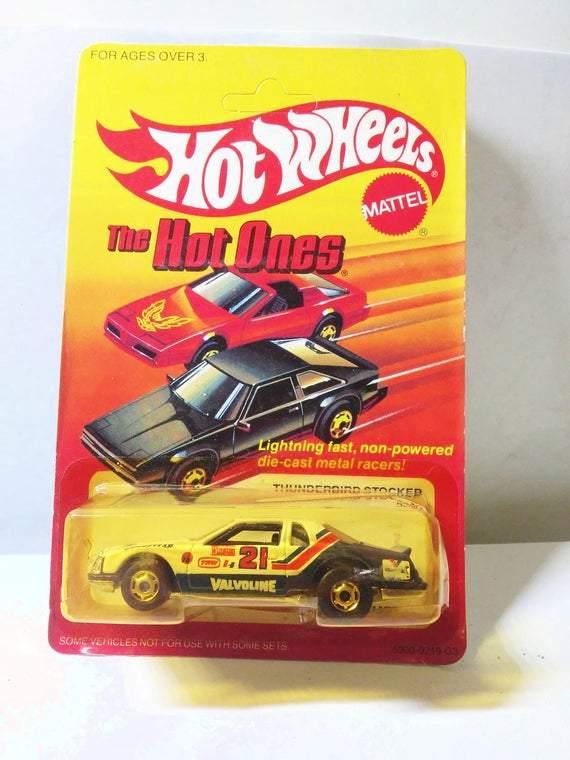 FOR AGES OVER 3.
HOT WHEELS®
MATTEL
®
The Hot Ones®
Lightning fast, non-powered
die-cast metal racers!
THUNDERBIRD STOCKER
21
VALVOLINE
SOME VEHICLES NOT FOR USE WITH SOME SETS.